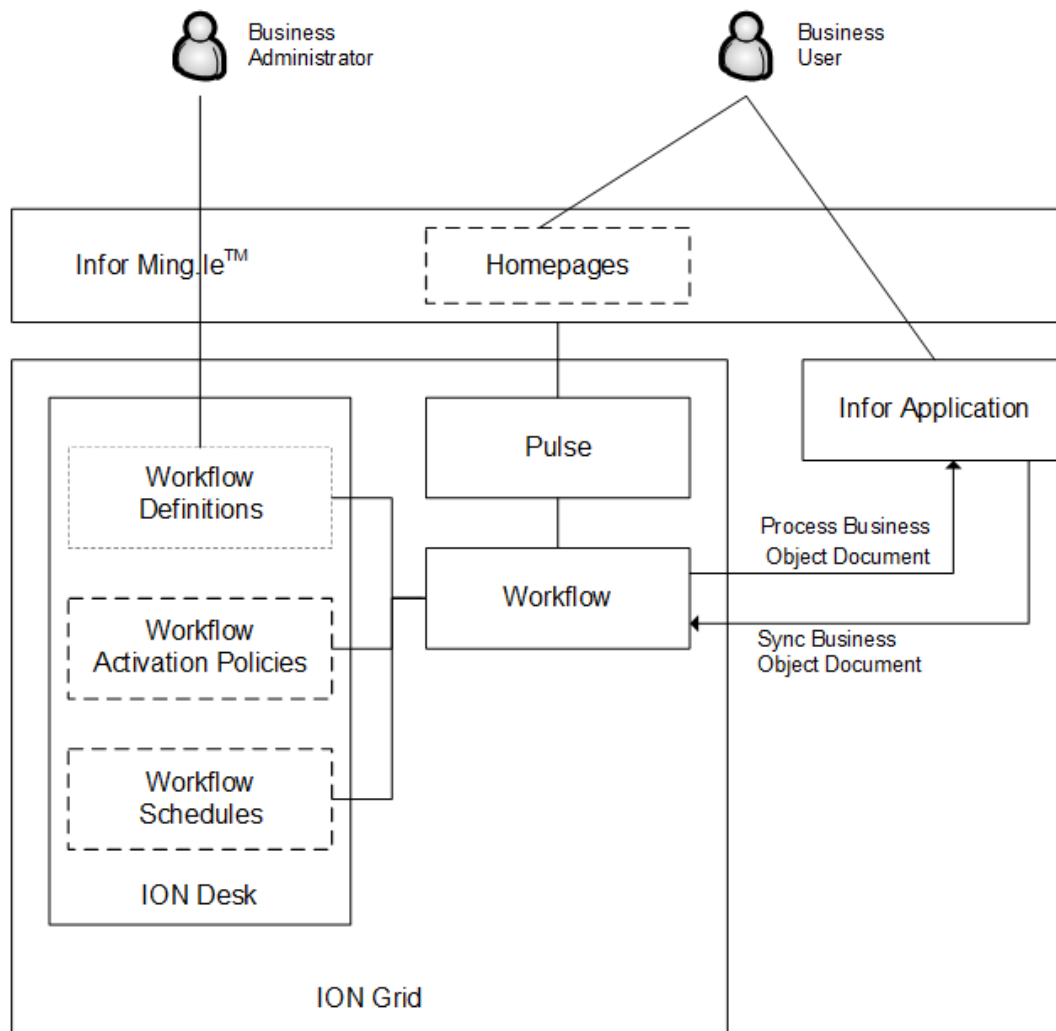 Business
Administrator
Business
User
Infor Ming.le™
Homepages
Infor Application
Pulse
Workflow
Definitions
Process Business
Object Document
Workflow
Workflow
Activation Policies
Sync Business
Object Document
Workflow
Schedules
ION Desk
ION Grid